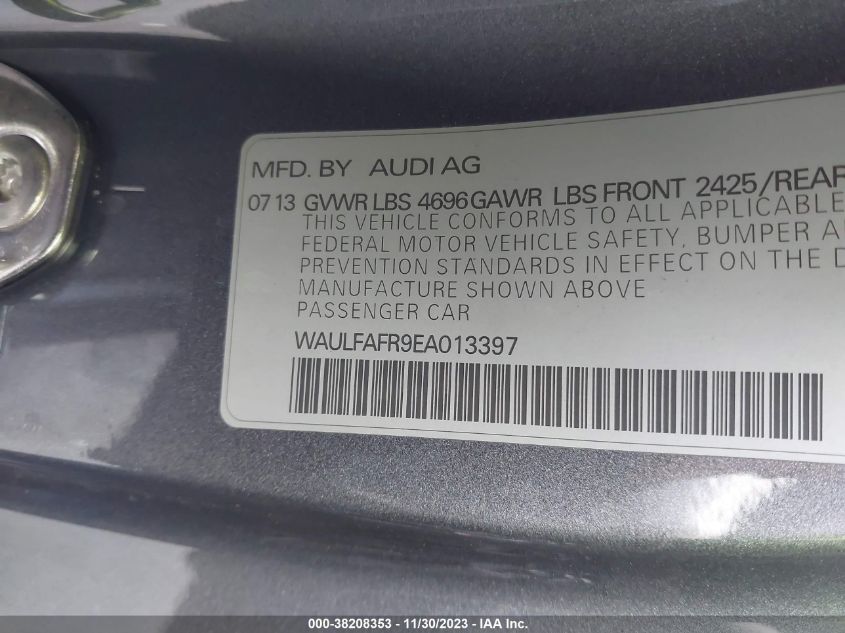 MFD. BY AUDI AG
07 13 GVWR LBS 4696 GAWR LBS FRONT 2425/REAR
THIS VEHICLE CONFORMS TO ALL APPLICABLE
FEDERAL MOTOR VEHICLE SAFETY, BUMPER
PREVENTION STANDARDS IN EFFECT ON THE
MANUFACTURE SHOWN ABOVE
PASSENGER CAR
WAULFAFR9EA013397
000-38208353 - 11/30/2023 - IAA Inc.